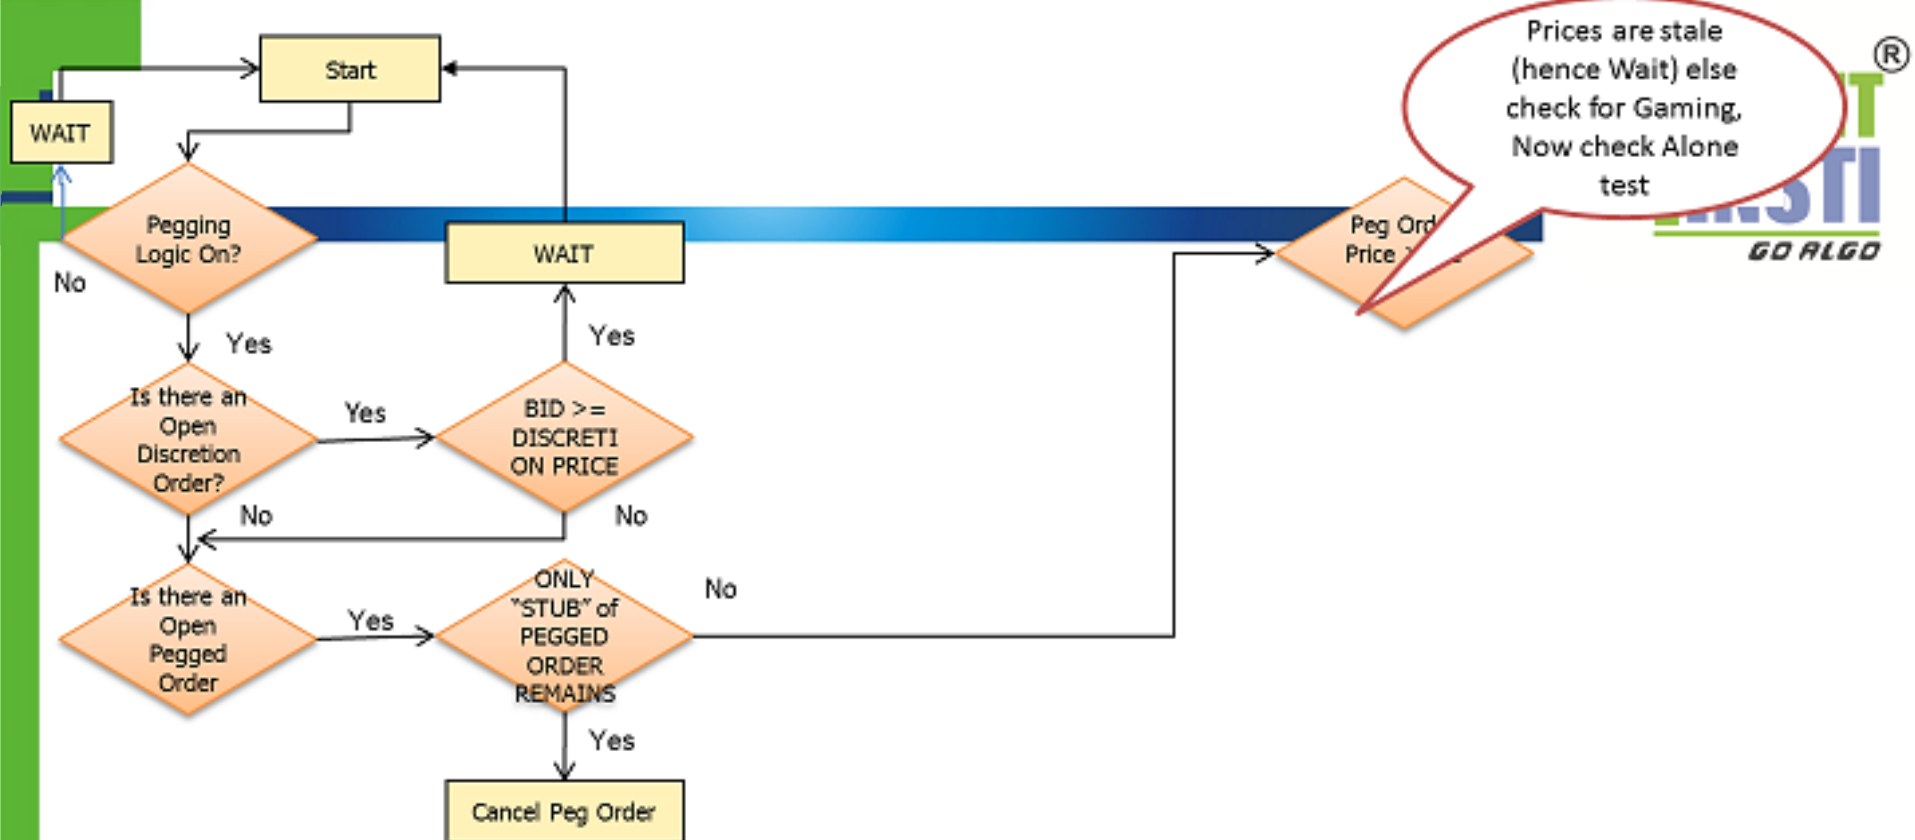 Start
WAIT
Pegging
Logic On?
No
Yes
WAIT
Yes
Is there an
Open
Discretion
Order?
Yes
BID >=
DISCRETI
ON PRICE
No
No
Is there an
Open
Pegged
Order
Yes
ONLY
"STUB" of
PEGGED
ORDER
REMAINS
No
Yes
Cancel Peg Order
Peg Ord
Price
Prices are stale
(hence Wait) else
check for Gaming,
Now check Alone
test
®
GO ALGO